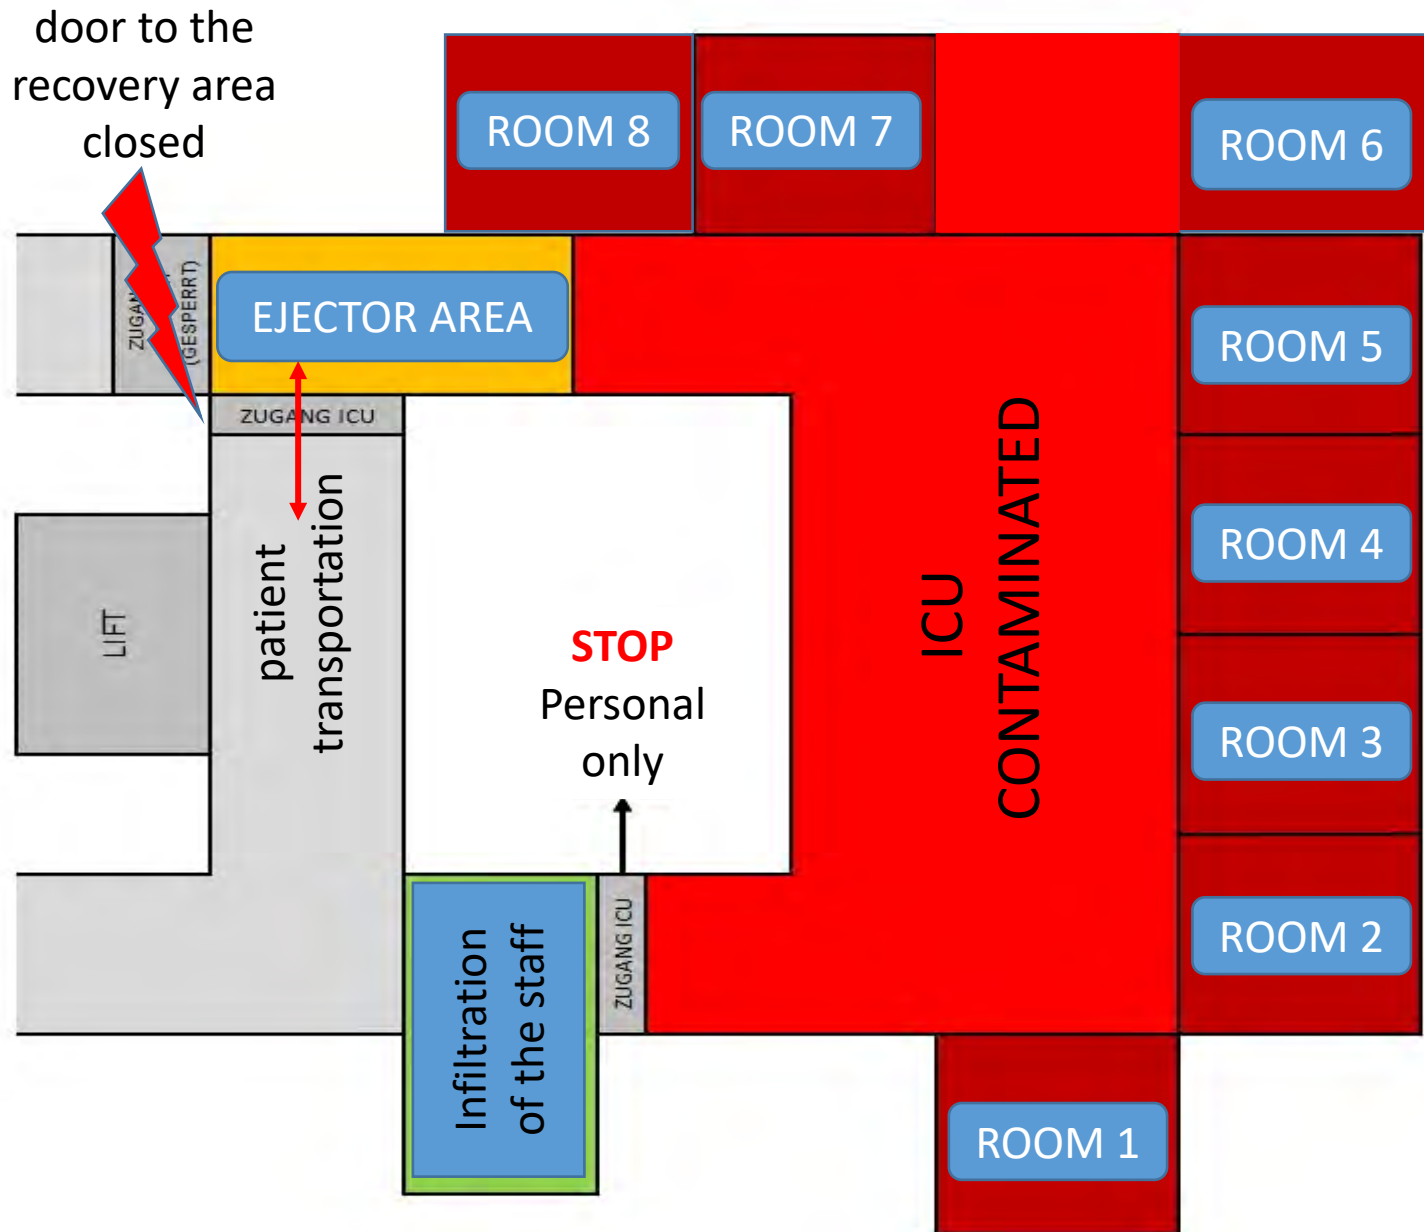 door to the
recovery area
closed
ROOM 8
ROOM 7
ROOM 6
(GESPERRT)
EJECTOR AREA
ROOM 5
ZUGANG ICU
ICU
CONTAMINATED
ROOM 4
LIFT
patient
transportation
STOP
Personal
only
ROOM 3
ZUGANG ICU
Infiltration
of the staff
ROOM 2
ROOM 1